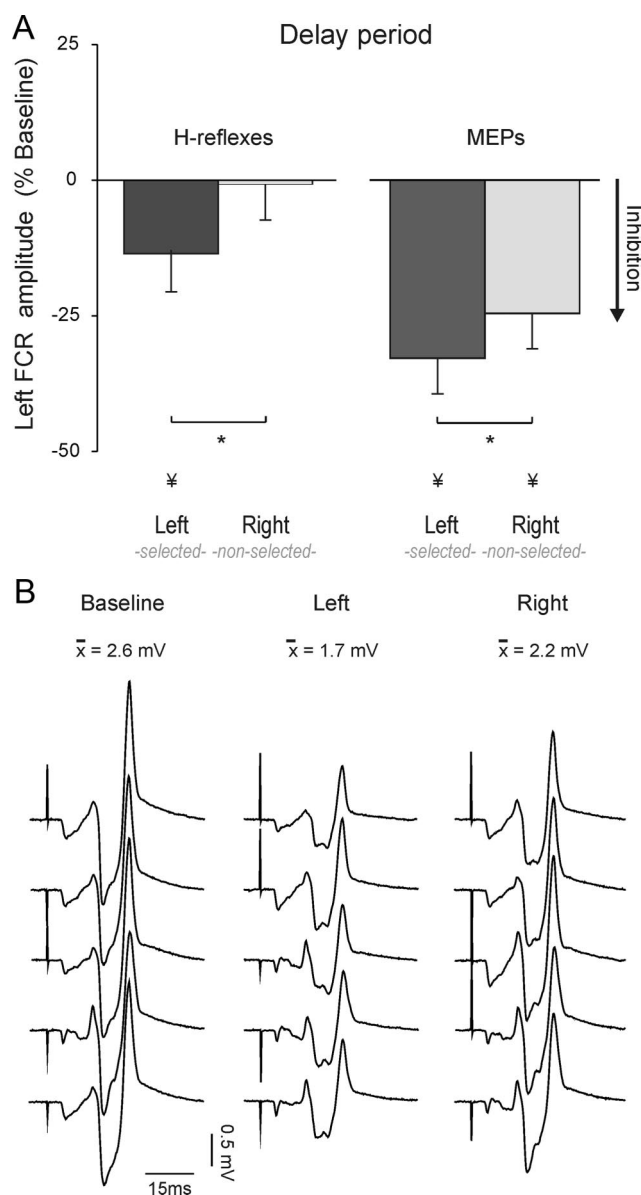 A
Delay period
Left FCR amplitude (% Baseline)
25
0
-25
-50
H-reflexes
MEPs
Inhibition
*
*
¥
¥
¥
Left
Right
Left
Right
-selected-
-non-selected-
-selected-
-non-selected-
B
Baseline
Left
Right
x̄ = 2.6 mV
x̄ = 1.7 mV
x̄ = 2.2 mV
0.5 mV
15ms